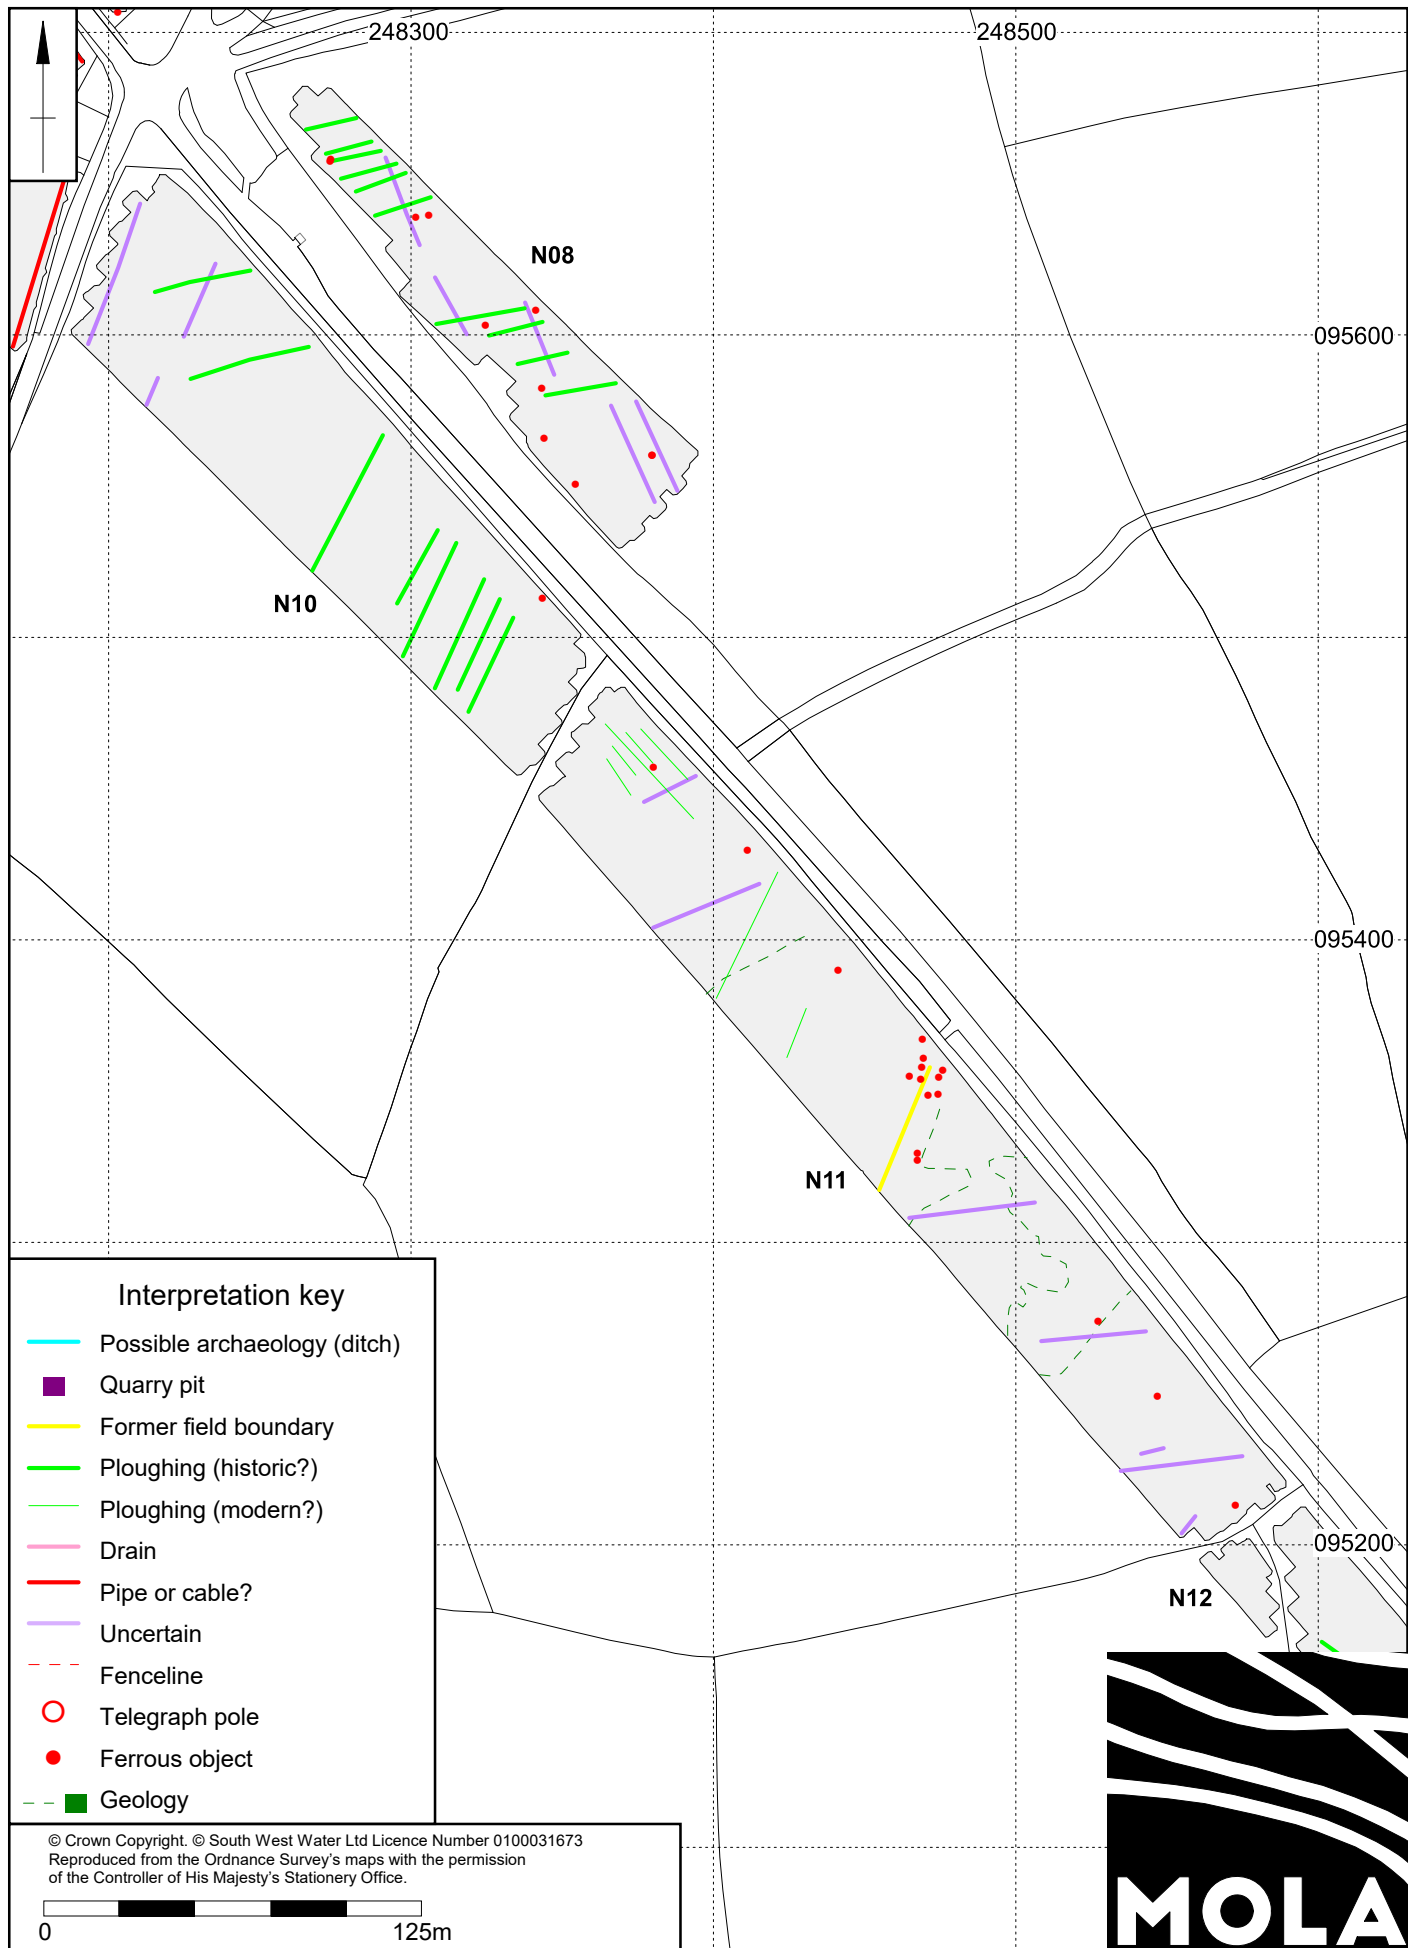 248300
248500
N08
095600
N10
095400
N11
Interpretation key
Possible archaeology (ditch)
Quarry pit
Former field boundary
Ploughing (historic?)
Ploughing (modern?)
Drain
Pipe or cable?
Uncertain
Fenceline
Telegraph pole
Ferrous object
Geology
095200
N12
© Crown Copyright. © South West Water Ltd Licence Number 0100031673
Reproduced from the Ordnance Survey's maps with the permission
of the Controller of His Majesty's Stationery Office.
0 125m
MOLA